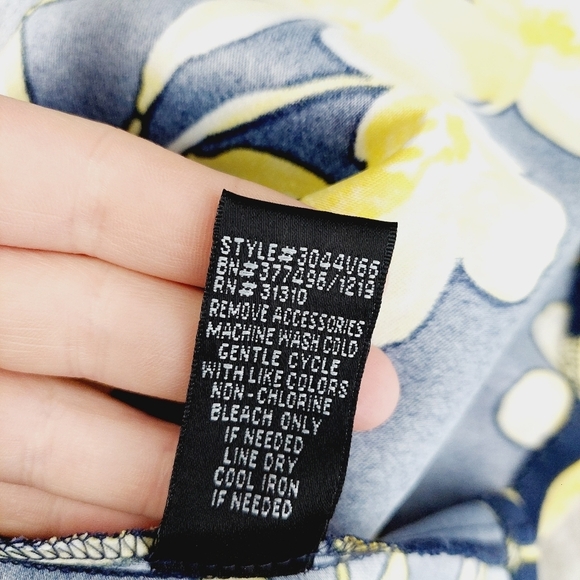 STYLE#3044V66
BN#377496/1219
RN# 31310
REMOVE ACCESSORIES
MACHINE WASH COLD
GENTLE CYCLE
WITH LIKE COLORS
NON-CHLORINE
BLEACH ONLY
IF NEEDED
LINE DRY
COOL IRON
IF NEEDED